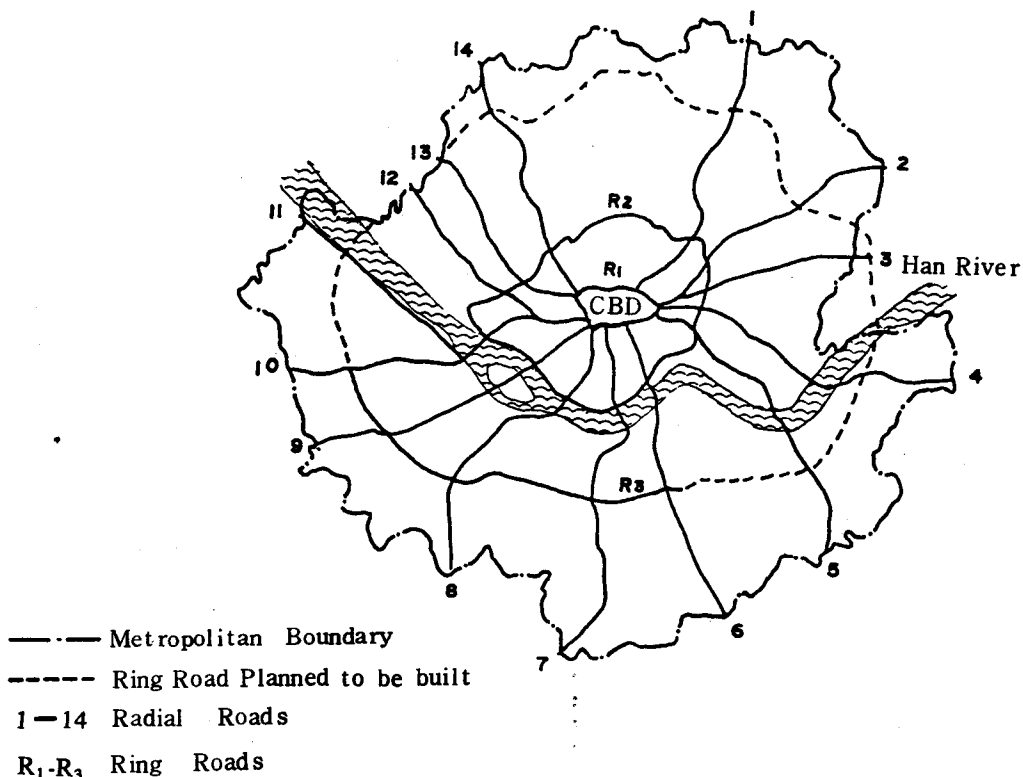 1
14
2
13
12
R2
11
3 Han River
R1
CBD
10
4
9
R3
5
8
6
7
Metropolitan Boundary
Ring Road Planned to be built
1-14 Radial Roads
R₁-R₃ Ring Roads